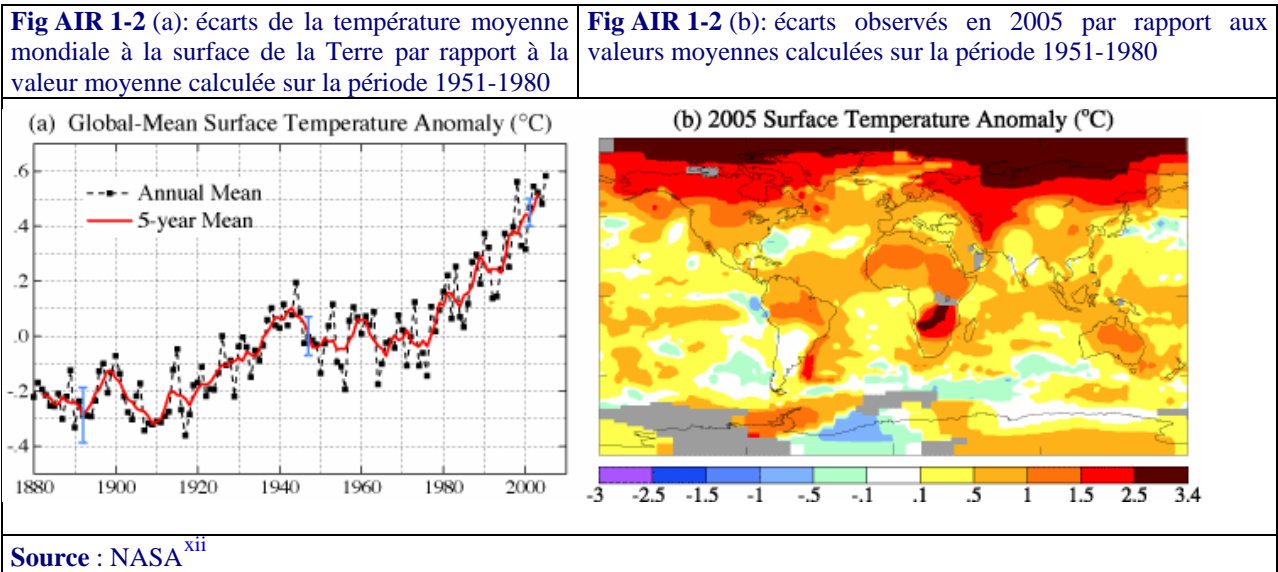 Fig AIR 1-2 (a): écarts de la température moyenne
mondiale à la surface de la Terre par rapport à la
valeur moyenne calculée sur la période 1951-1980
Fig AIR 1-2 (b): écarts observés en 2005 par rapport aux
valeurs moyennes calculées sur la période 1951-1980
(a) Global-Mean Surface Temperature Anomaly (°C)
.6
.4
.2
.0
-.2
-.4
Annual Mean
5-year Mean
1880 1900 1920 1940 1960 1980 2000
(b) 2005 Surface Temperature Anomaly (°C)
-3 -2.5 -1.5 -1 -.5 -.1 .1 .5 1 1.5 2.5 3.4
Source : NASA xii